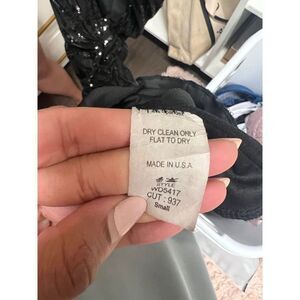 DRY CLEAN ONLY
FLAT TO DRY
MADE IN U.S.A.
STYLE
WD5417
CUT : 937
Small